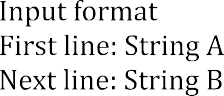 Input format
First line: String A
Next line: String B